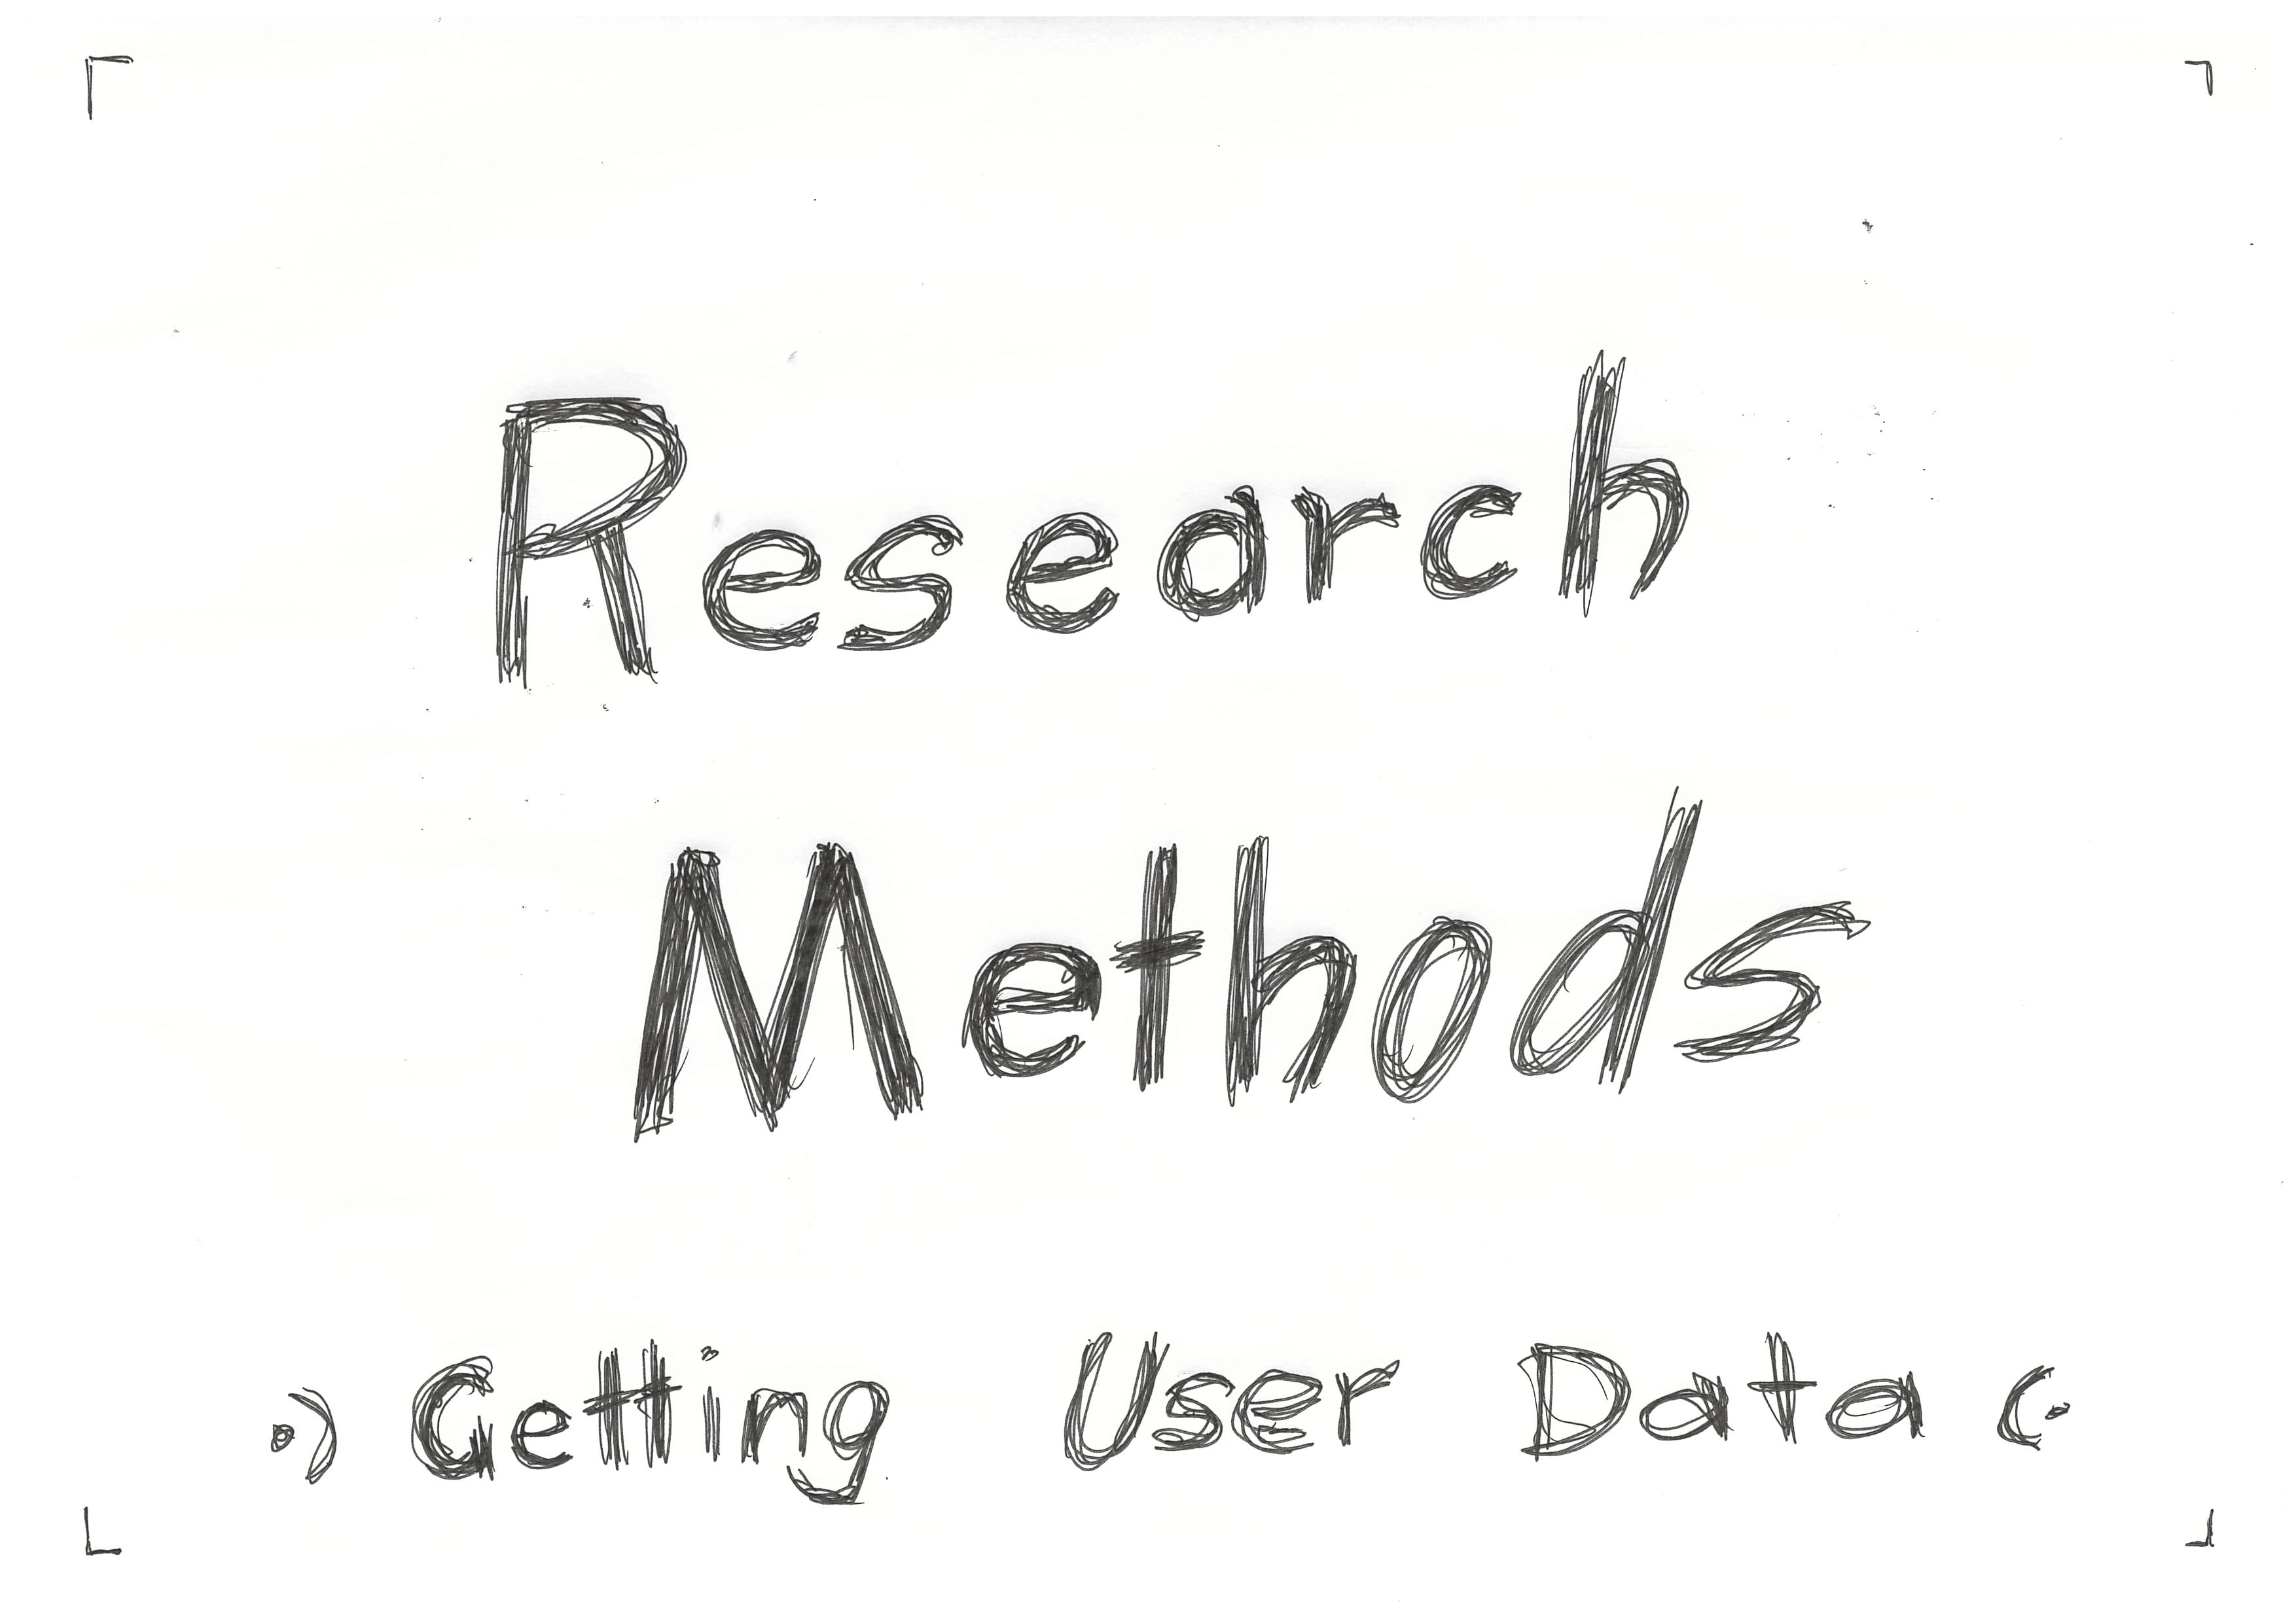 Research
Methods
·) Getting User Data (·